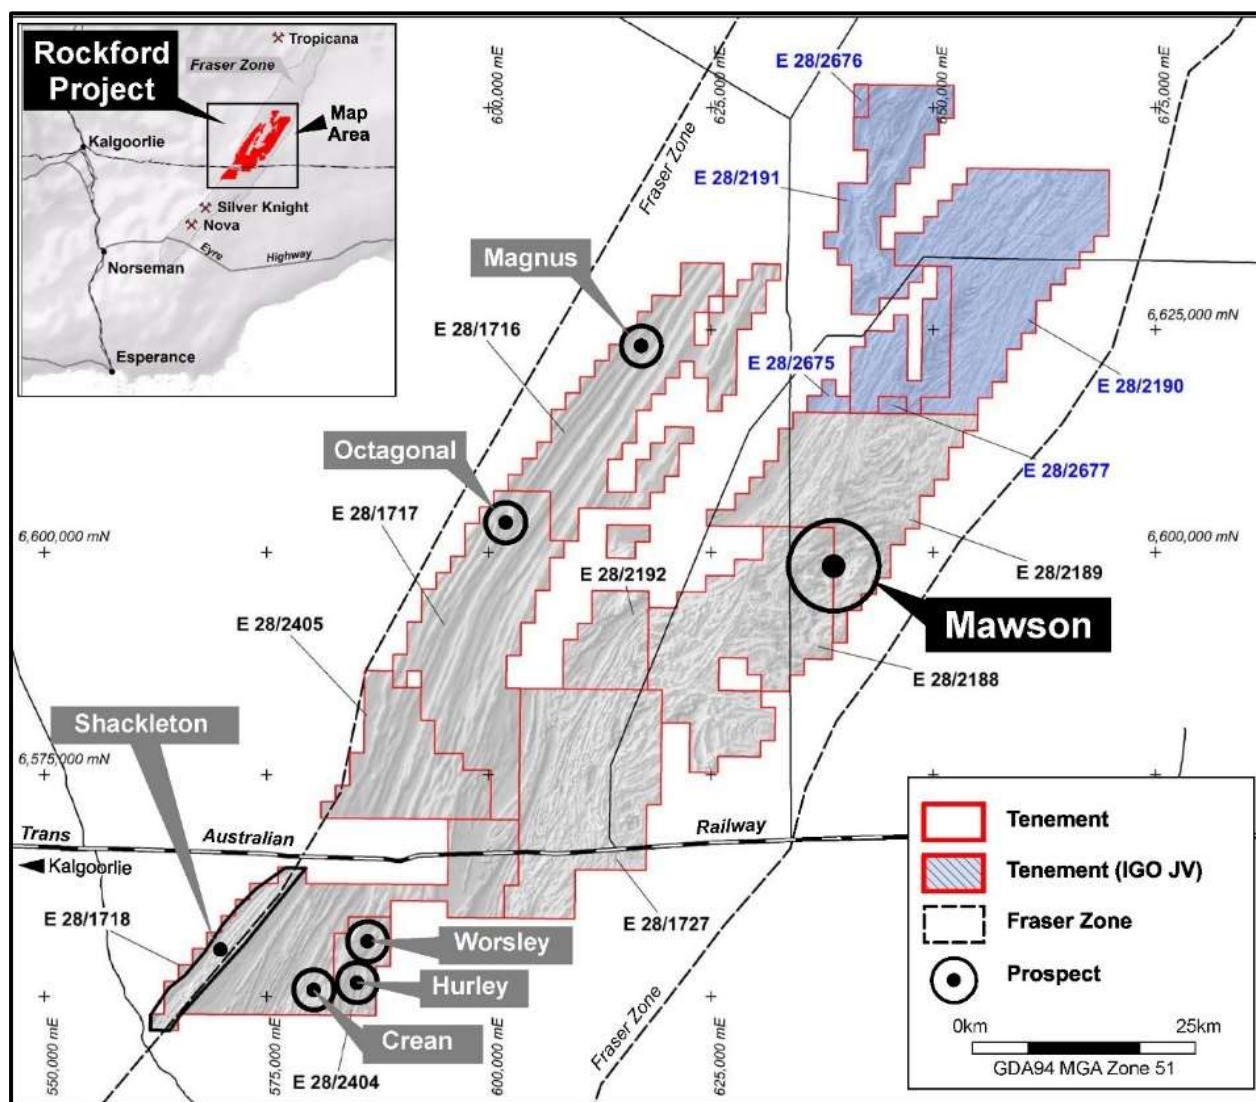 Rockford
Project
Tropicana
Fraser Zone
Map
Area
Kalgoorlie
Silver Knight
Nova
Eyre
Highway
Norseman
Esperance
600,000 mE
625,000 mE
650,000 mE
675,000 mE
E 28/2676
Fraser Zone
E 28/2191
Magnus
E 28/1716
6,625,000 mN
E 28/2675
E 28/2190
Octagonal
E 28/2677
E 28/1717
6,600,000 mN
6,600,000 mN
E 28/2192
E 28/2189
E 28/2405
Mawson
E 28/2188
Shackleton
6,575,000 mN
Trans
Australian
Railway
Kalgoorlie
E 28/1718
E 28/1727
Worsley
Hurley
Crean
Fraser Zone
550,000 mE
575,000 mE
600,000 mE
625,000 mE
E 28/2404
Tenement
Tenement (IGO JV)
Fraser Zone
Prospect
0km
25km
GDA94 MGA Zone 51